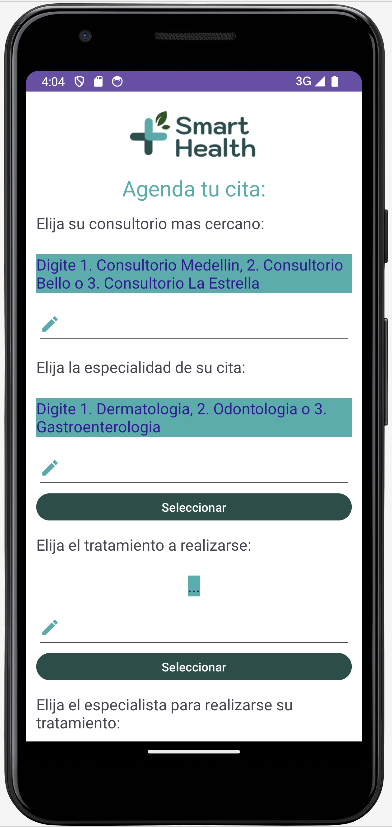 4:04
3G
Smart
Health
Agenda tu cita:
Elija su consultorio mas cercano:
Digite 1. Consultorio Medellin, 2. Consultorio
Bello o 3. Consultorio La Estrella
Elija la especialidad de su cita:
Digite 1. Dermatologia, 2. Odontologia o 3.
Gastroenterologia
Seleccionar
Elija el tratamiento a realizarse:
...
Seleccionar
Elija el especialista para realizarse su
tratamiento: